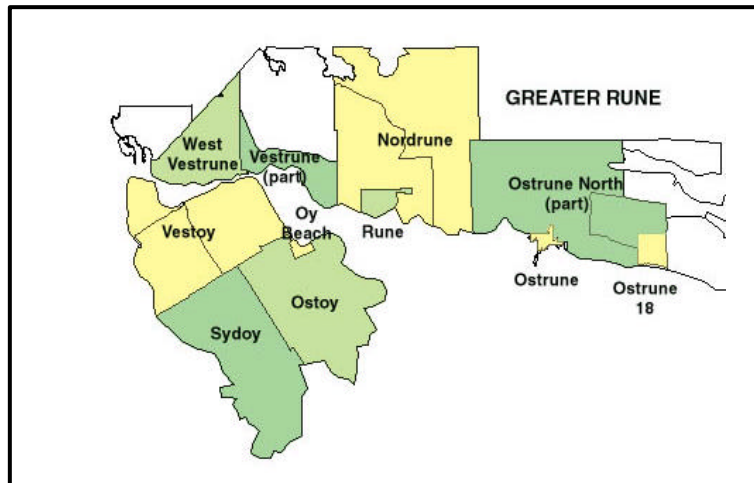 GREATER RUNE
West
Vestrune
Vestrune
(part)
Nordrune
Ostrune North
(part)
Oy
Beach
Rune
Vestoy
Ostrune
Ostrune
18
Ostoy
Sydoy